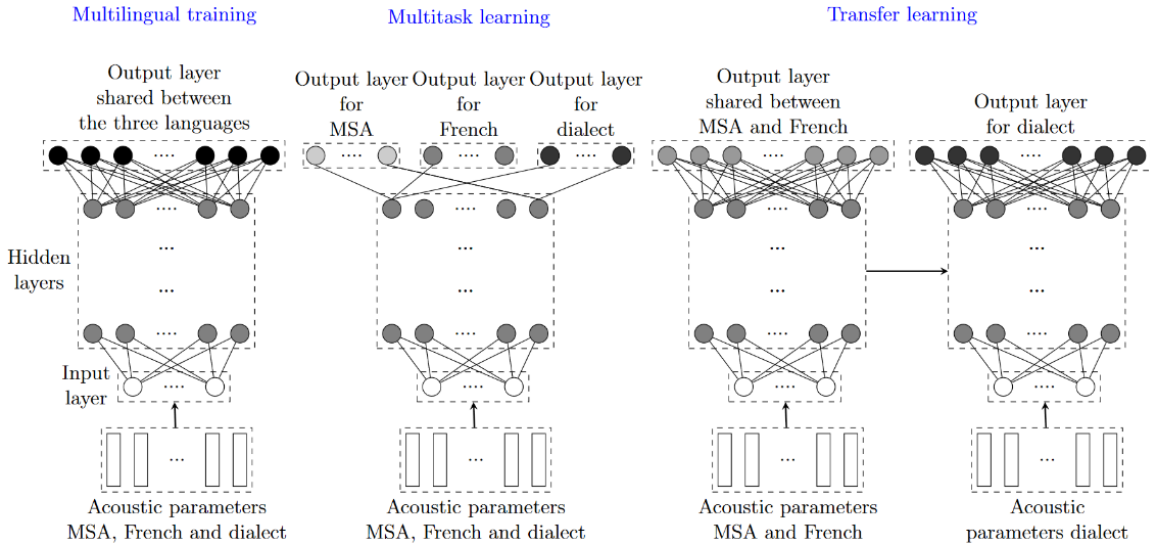 Multilingual training
Multitask learning
Transfer learning
Output layer
shared between
the three languages
Output layer
for
MSA
Output layer
for
French
Output layer
for
dialect
Output layer
shared between
MSA and French
Output layer
for dialect
....
....
....
....
....
....
....
....
....
....
...
...
...
...
...
...
Hidden
layers
....
....
....
....
Input
layer
....
....
....
....
...
...
...
...
Acoustic parameters
MSA, French and dialect
Acoustic parameters
MSA, French and dialect
Acoustic parameters
MSA and French
Acoustic
parameters dialect